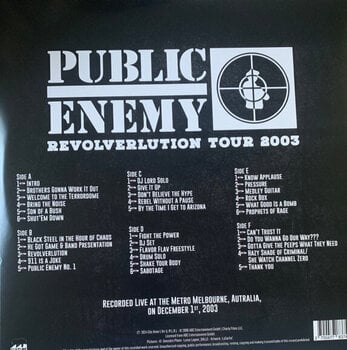 PUBLIC
ENEMY
REVOLVERLUTION TOUR 2003
SIDE A
1 INTRO
2 BROTHERS GONNA WORK IT OUT
3 WELCOME TO THE TERRORDOME
4 BRING THE NOISE
5 SON OF A BUSH
6 SHUT'EM DOWN
SIDE B
1 BLACK STEEL IN THE HOUR OF CHAOS
2 HE GOT GAME & BAND PRESENTATION
3 REVOLVERLUTION
4 911 IS A JOKE
5 PUBLIC ENEMY NO. 1
SIDE C
1 DJ LORD SOLO
2 GIVE IT UP
3 DON'T BELIEVE THE HYPE
4 REBEL WITHOUT A PAUSE
5 BY THE TIME I GET TO ARIZONA
SIDE D
1 FIGHT THE POWER
2 DJ SET
3 FLAVOR FLAV FREESTYLE
4 DRUM SOLO
5 SHAKE YOUR BODY
6 SABOTAGE
SIDE E
1 KNOW APPLAUSE
2 PRESSURE
3 MEDLEY GUITAR
4 ROCK BOX
5 WHAT GOOD IS A BOMB
6 PROPHETS OF RAGE
SIDE F
1 CAN'T TRUSS IT
2 DO YOU WANNA GO OUR WAY???
3 GOTTA GIVE THE PEEPS WHAT THEY NEED
4 HAZY SHADE OF CRIMINAL/
SHE WATCH CHANNEL ZERO
5 THANK YOU
RECORDED LIVE AT THE METRO MELBOURNE, AUTRALIA,
ON DECEMBER 1ST, 2003